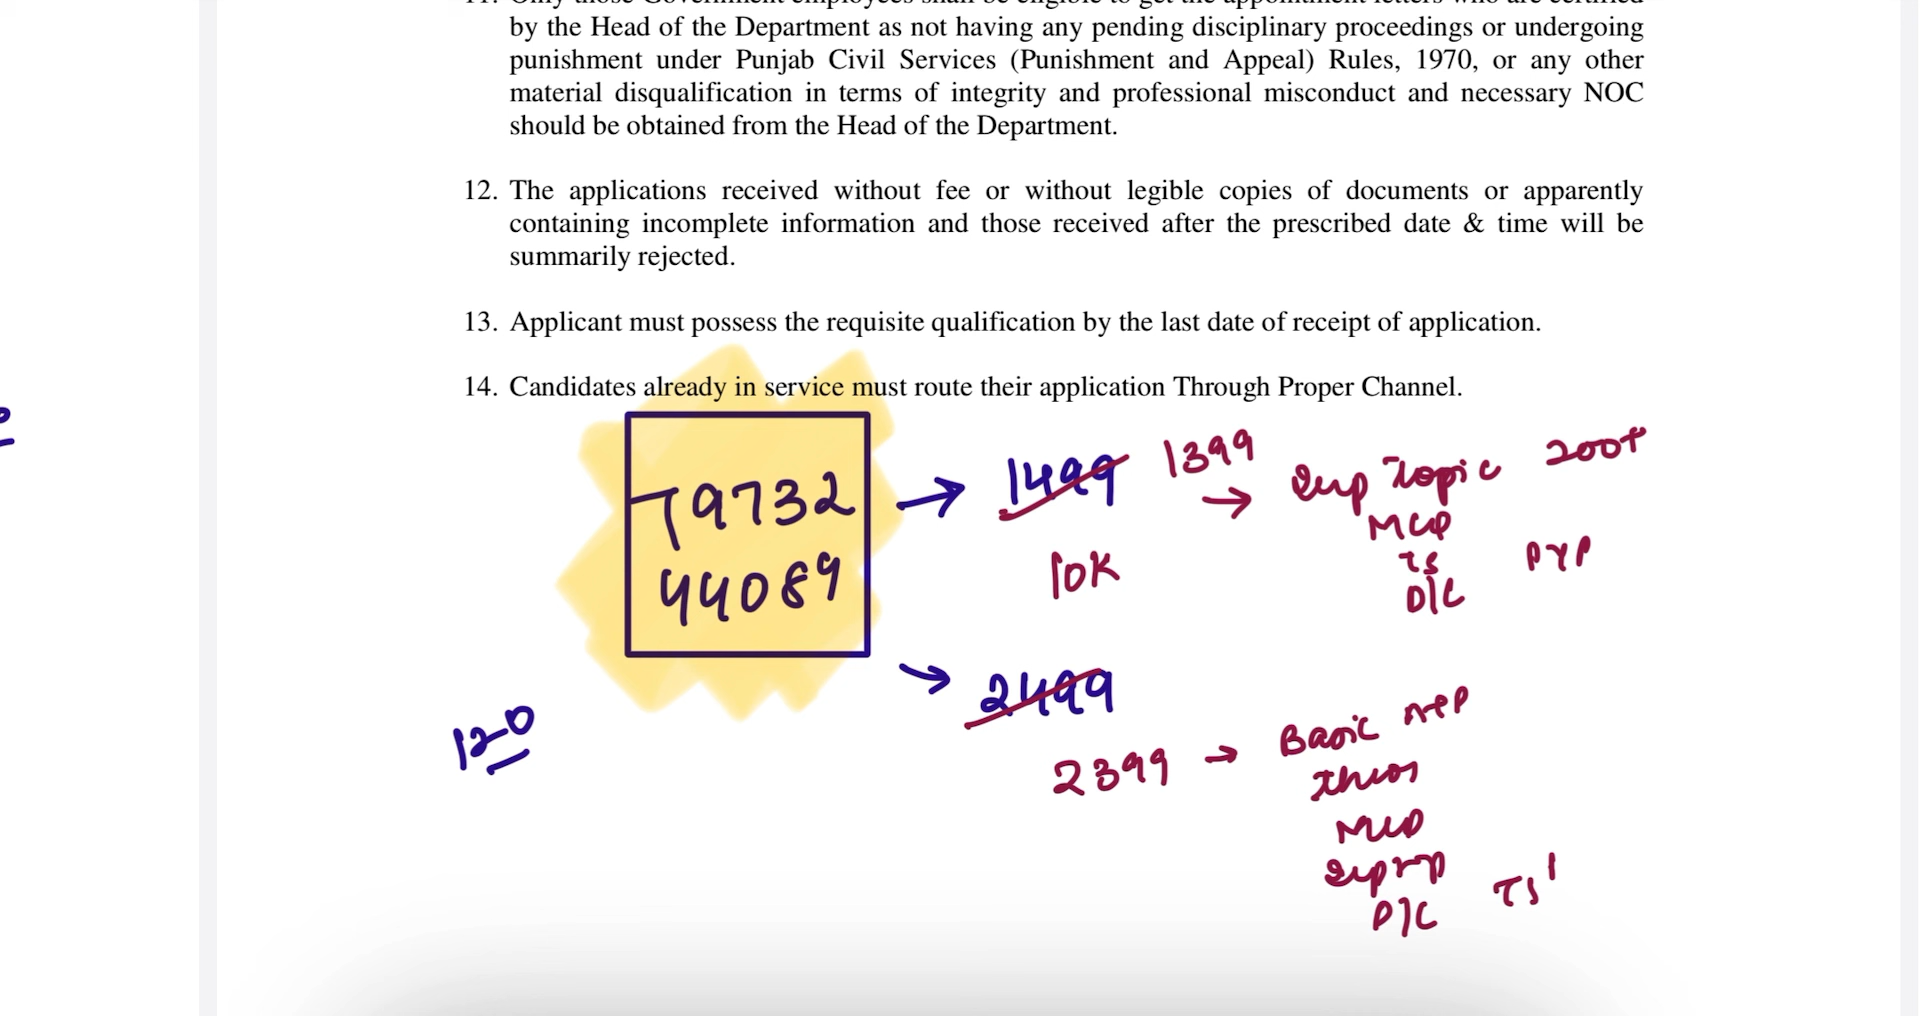 by the Head of the Department as not having any pending disciplinary proceedings or undergoing
punishment under Punjab Civil Services (Punishment and Appeal) Rules, 1970, or any other
material disqualification in terms of integrity and professional misconduct and necessary NOC
should be obtained from the Head of the Department.
12. The applications received without fee or without legible copies of documents or apparently
containing incomplete information and those received after the prescribed date & time will be
summarily rejected.
13. Applicant must possess the requisite qualification by the last date of receipt of application.
14. Candidates already in service must route their application Through Proper Channel.
79732
44089
→ 1499 1399
→ Topic 200+
10K
TS
PYP
D/C
→ 2499
120
2399 → Basic
D/C
TS